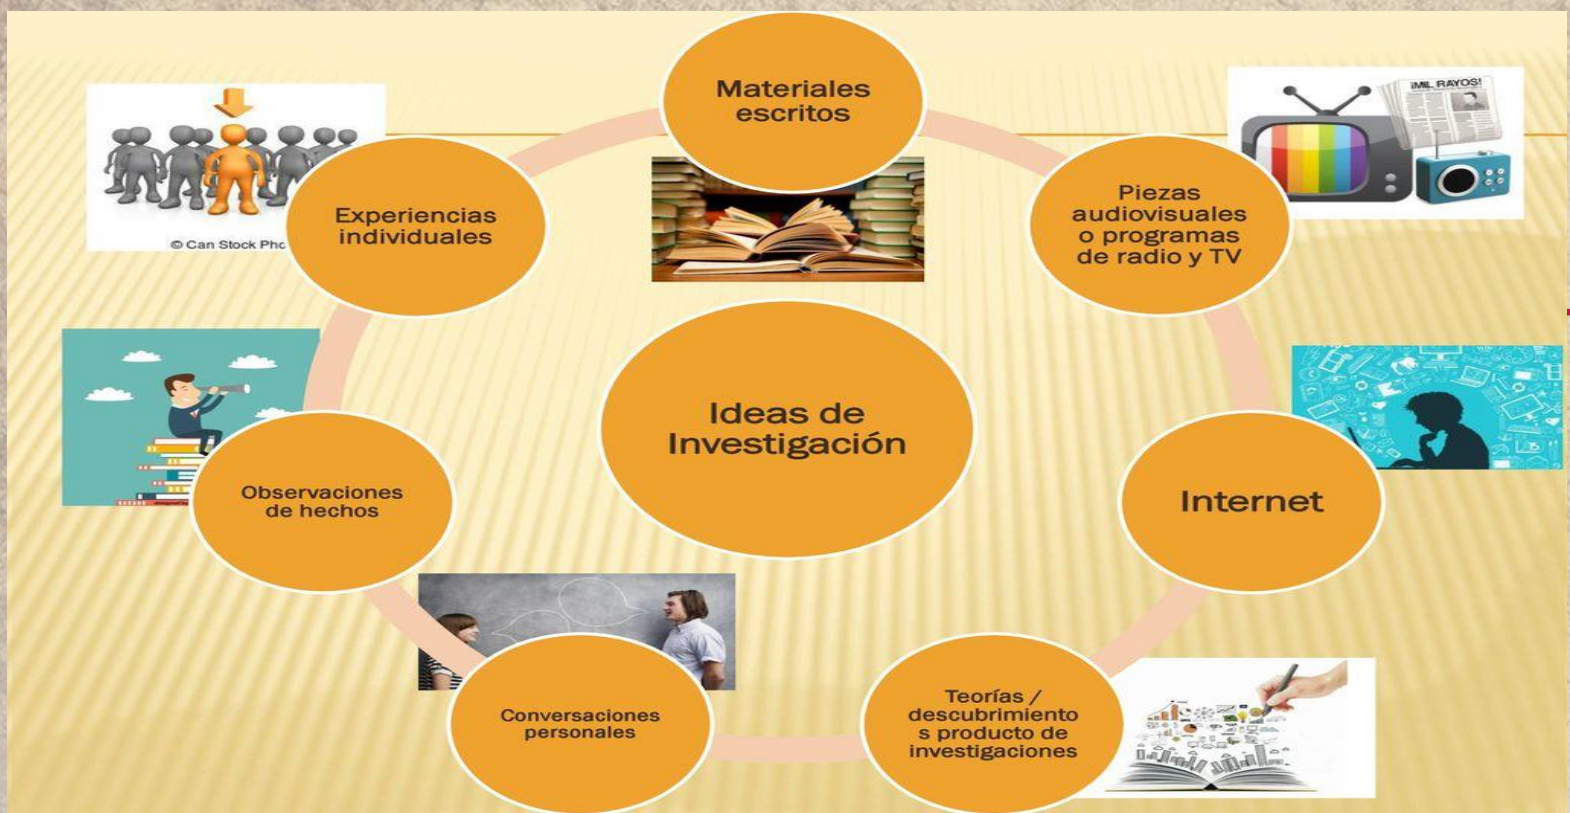 Materiales
escritos
¡MIL RAYOS!
Piezas
audiovisuales
o programas
de radio y TV
Internet
Teorías /
descubrimiento
s producto de
investigaciones
Conversaciones
personales
Observaciones
de hechos
Experiencias
individuales
© Can Stock Pho
Ideas de
Investigación